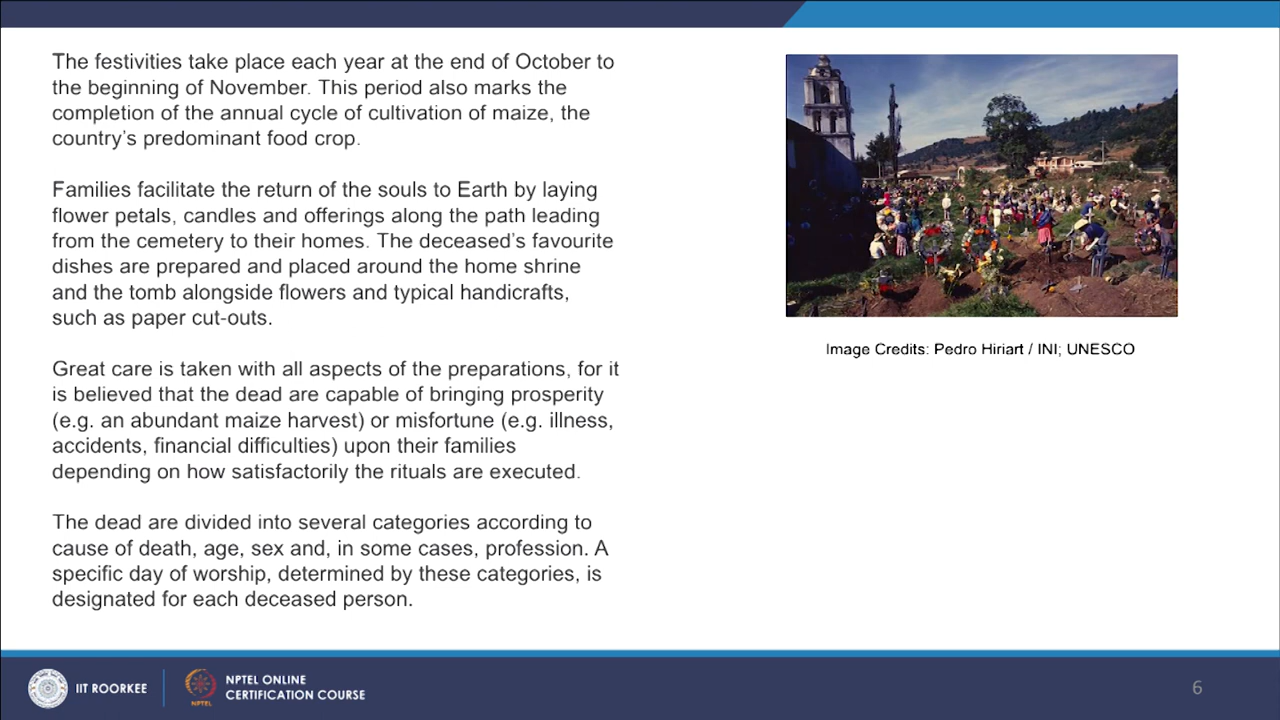 The festivities take place each year at the end of October to
the beginning of November. This period also marks the
completion of the annual cycle of cultivation of maize, the
country's predominant food crop.
Families facilitate the return of the souls to Earth by laying
flower petals, candles and offerings along the path leading
from the cemetery to their homes. The deceased's favourite
dishes are prepared and placed around the home shrine
and the tomb alongside flowers and typical handicrafts,
such as paper cut-outs.
Great care is taken with all aspects of the preparations, for it
is believed that the dead are capable of bringing prosperity
(e.g. an abundant maize harvest) or misfortune (e.g. illness,
accidents, financial difficulties) upon their families
depending on how satisfactorily the rituals are executed.
The dead are divided into several categories according to
cause of death, age, sex and, in some cases, profession. A
specific day of worship, determined by these categories, is
designated for each deceased person.
Image Credits: Pedro Hiriart / INI; UNESCO
IIT ROORKEE
NPTEL
NPTEL ONLINE
CERTIFICATION COURSE
6